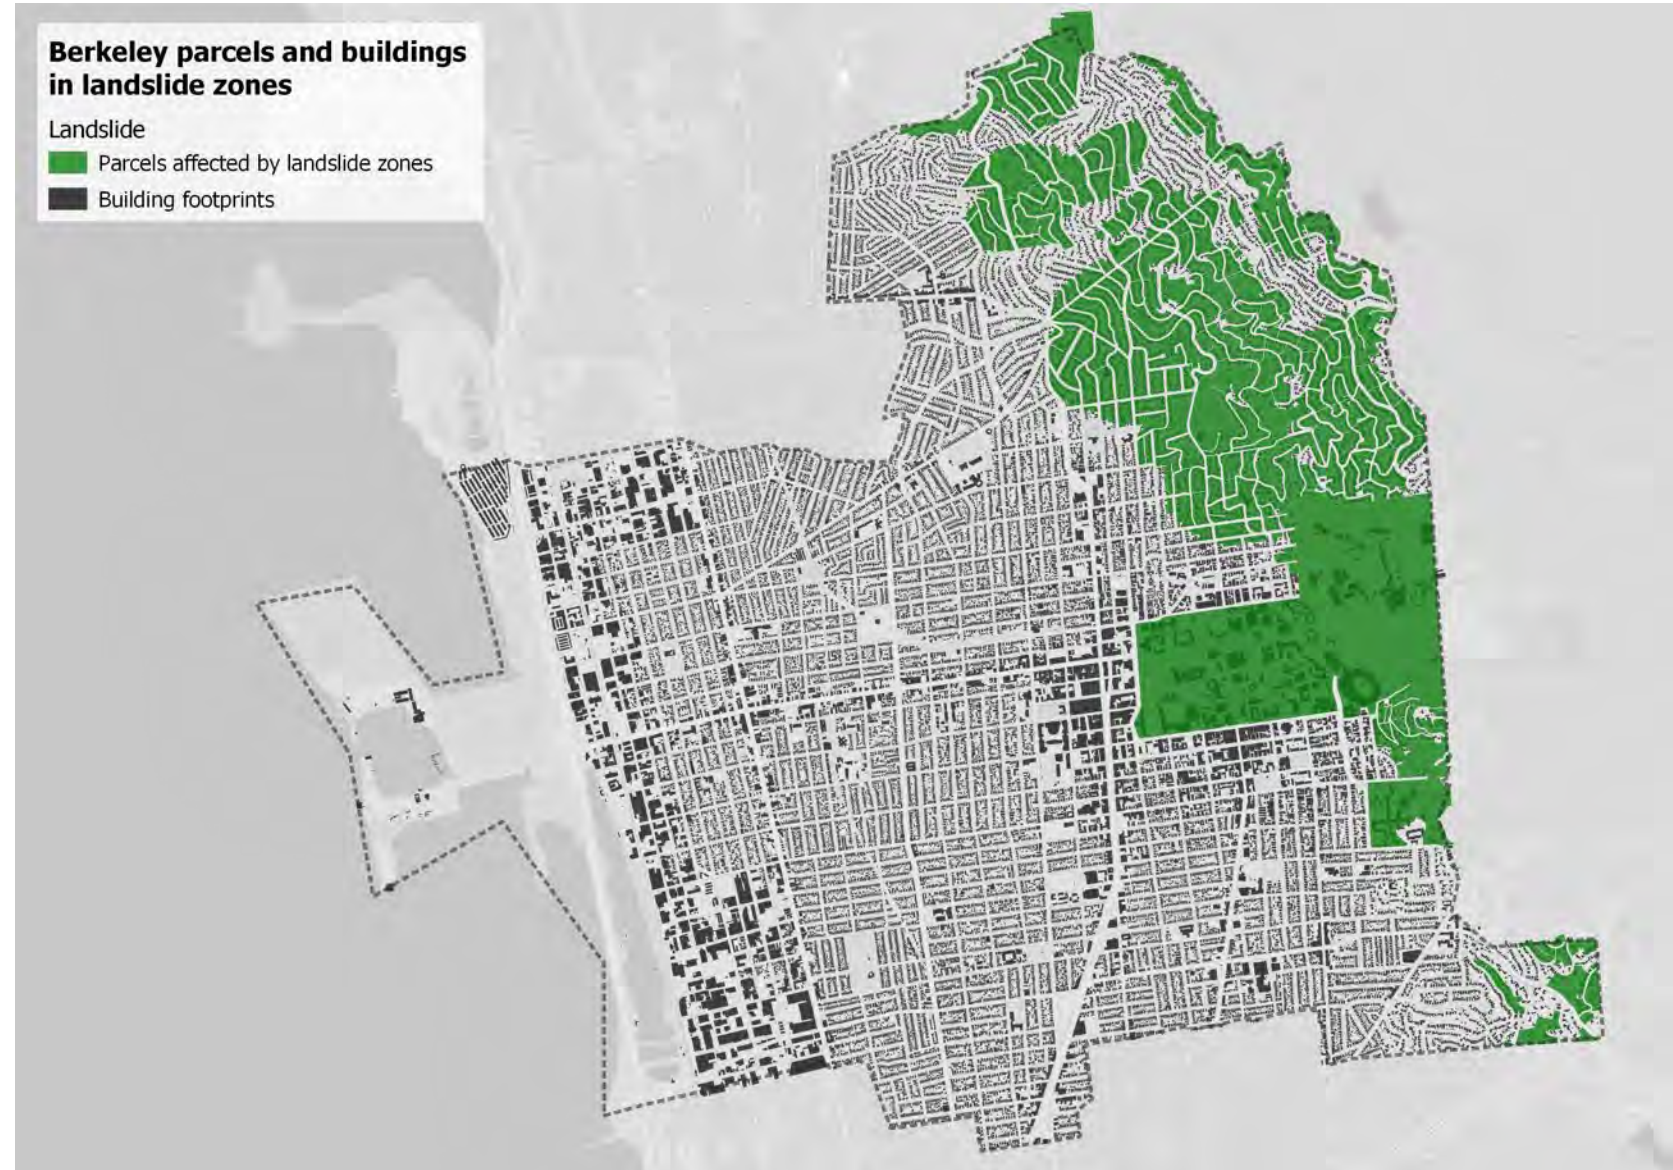 Berkeley parcels and buildings
in landslide zones
Landslide
Parcels affected by landslide zones
Building footprints